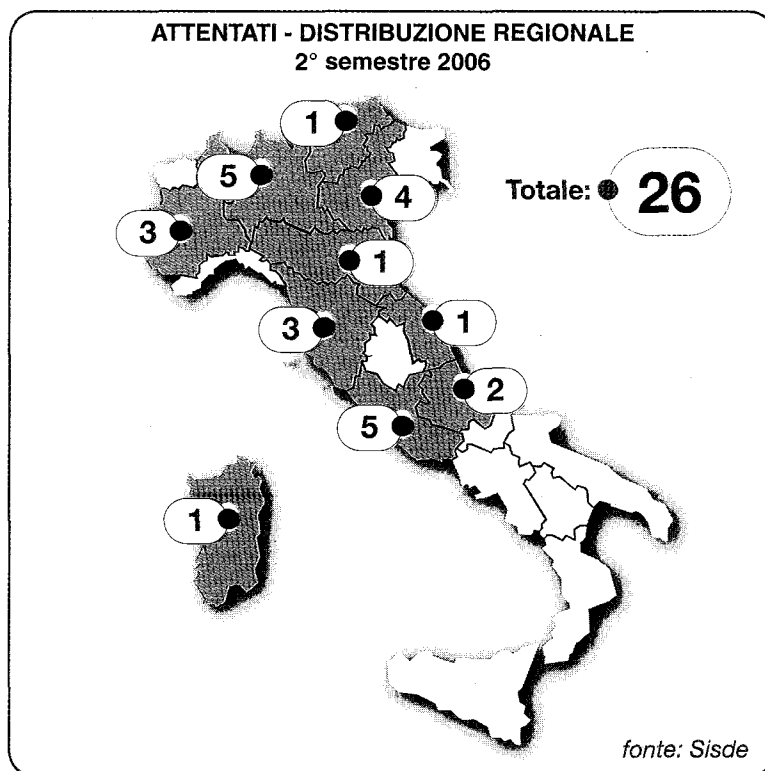 ATTENTATI - DISTRIBUZIONE REGIONALE
2° semestre 2006
1
5
4
Totale: 26
3
1
3
1
2
5
1
fonte: Sisde